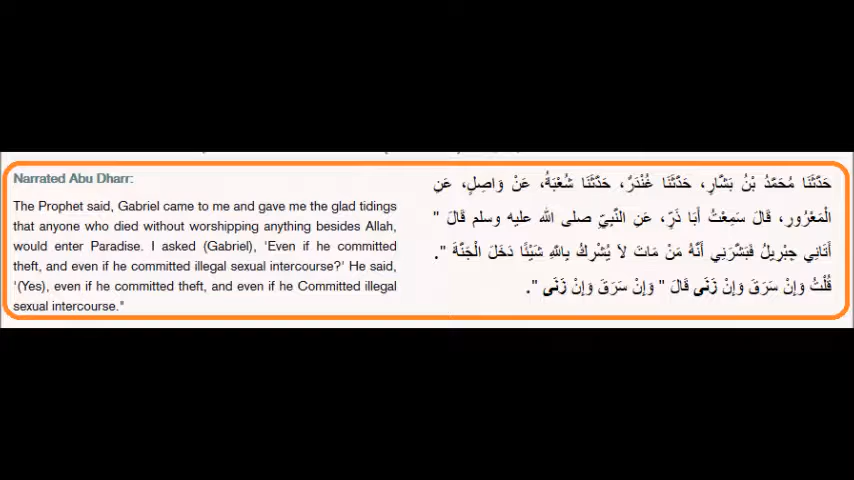 Narrated Abu Dharr:
The Prophet said, Gabriel came to me and gave me the glad tidings
that anyone who died without worshipping anything besides Allah,
would enter Paradise. I asked (Gabriel), 'Even if he committed
theft, and even if he committed illegal sexual intercourse?' He said,
'(Yes), even if he committed theft, and even if he Committed illegal
sexual intercourse."
حَدَّثَنَا مُحَمَّدُ بْنُ بَشَّارٍ، حَدَّثَنَا غُنْدَرٌ، حَدَّثَنَا شُعْبَةُ، عَنْ وَاصِلٍ، عَنِ
الْمَعْرُورِ، قَالَ سَمِعْتُ أَبَا ذَرٍّ، عَنِ النَّبِيِّ صلى الله عليه وسلم قَالَ ‏"‏
أَتَانِي جِبْرِيلُ فَبَشَّرَنِي أَنَّهُ مَنْ مَاتَ لاَ يُشْرِكُ بِاللَّهِ شَيْئًا دَخَلَ الْجَنَّةَ ‏"‏‏.‏
قُلْتُ وَإِنْ سَرَقَ وَإِنْ زَنَى قَالَ ‏"‏ وَإِنْ سَرَقَ وَإِنْ زَنَى ‏"‏‏.‏